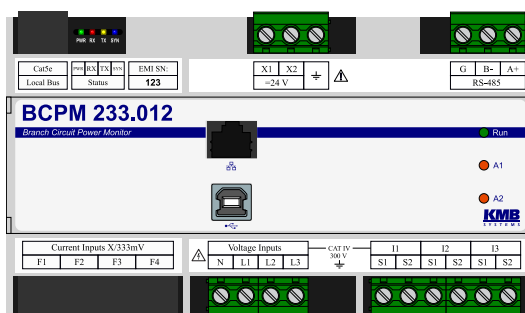 PWR RX TX SYN
Cat5e PWR RX TX SYN EMI SN:
Local Bus Status 123
X1 X2
=24 V
G B- A+
RS-485
BCPM 233.012
Branch Circuit Power Monitor
Run
A1
A2
KMB
SYSTEMS
Current Inputs X/333mV
F1 F2 F3 F4
Voltage Inputs
N L1 L2 L3
CAT IV
300 V
I1 I2 I3
S1 S2 S1 S2 S1 S2